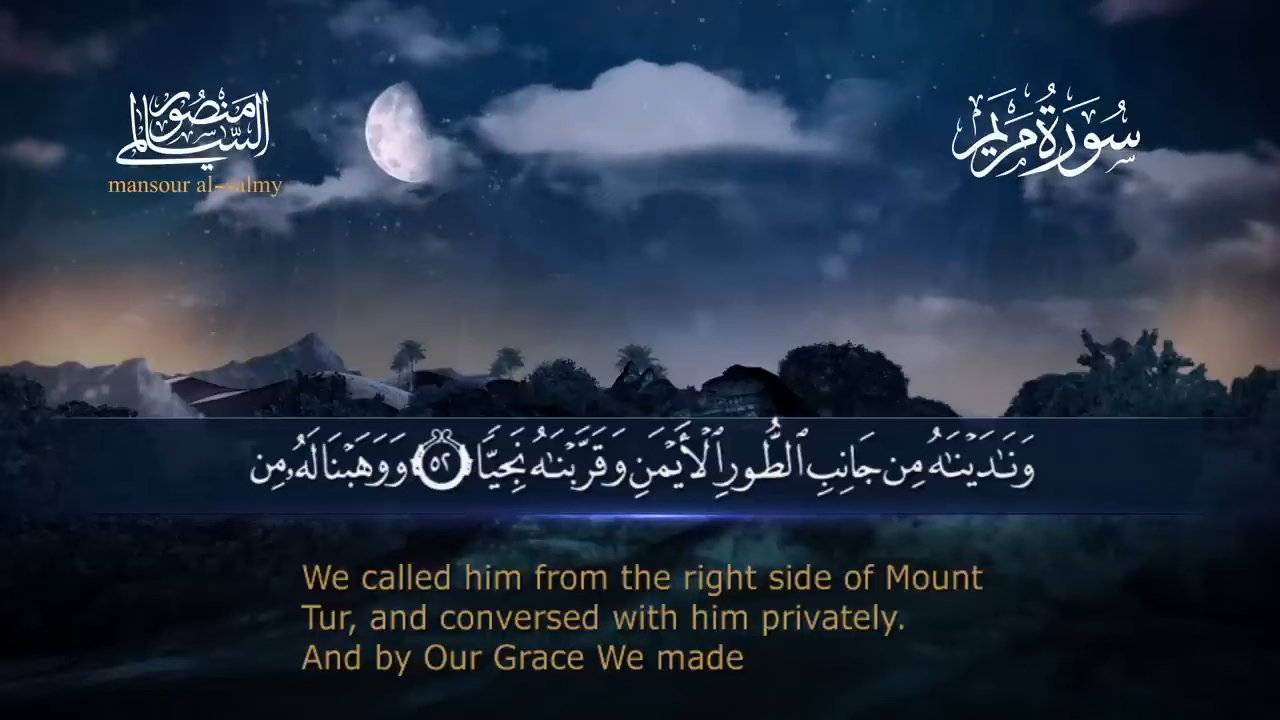 منصور
السالمي
mansour al-salmy
سُورَةُ مَرْيَم
وَنَٰدَيْنَٰهُ مِن جَانِبِ ٱلطُّورِ ٱلْأَيْمَنِ وَقَرَّبْنَٰهُ نَجِيًّا ٥٢ وَوَهَبْنَا لَهُۥ مِن
We called him from the right side of Mount
Tur, and conversed with him privately.
And by Our Grace We made